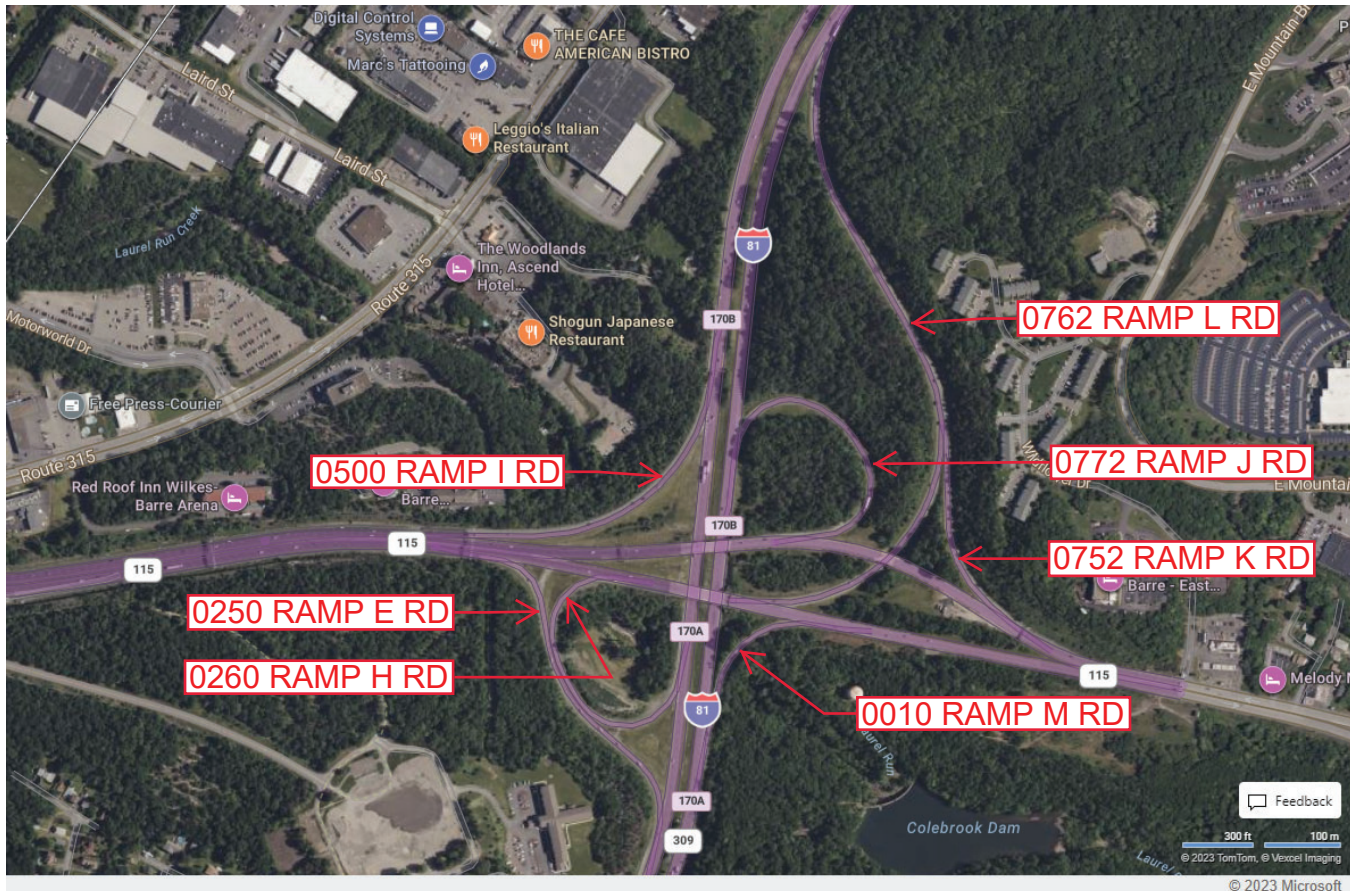 Digital Control
Systems
THE CAFE
AMERICAN BISTRO
Marc's Tattooing
E Mountain B
P
Laird St
Leggio's Italian
Restaurant
Laird St
Laurel Run Creek
81
The Woodlands
Inn, Ascend
Hotel...
Route 315
170B
0762 RAMP L RD
Shogun Japanese
Restaurant
Motorworld Dr
Free Press-Courier
Route 315
0500 RAMP I RD
0772 RAMP J RD
Red Roof Inn Wilkes-
Barre Arena
Barre...
Dr
E Mountai
170B
115
115
0752 RAMP K RD
Barre - East...
0250 RAMP E RD
170A
0260 RAMP H RD
115
Melody
81
0010 RAMP M RD
Laurel Run
170A
309
Colebrook Dam
Feedback
300 ft
100 m
Laurel
© 2023 TomTom, © Vexcel Imaging
© 2023 Microsoft